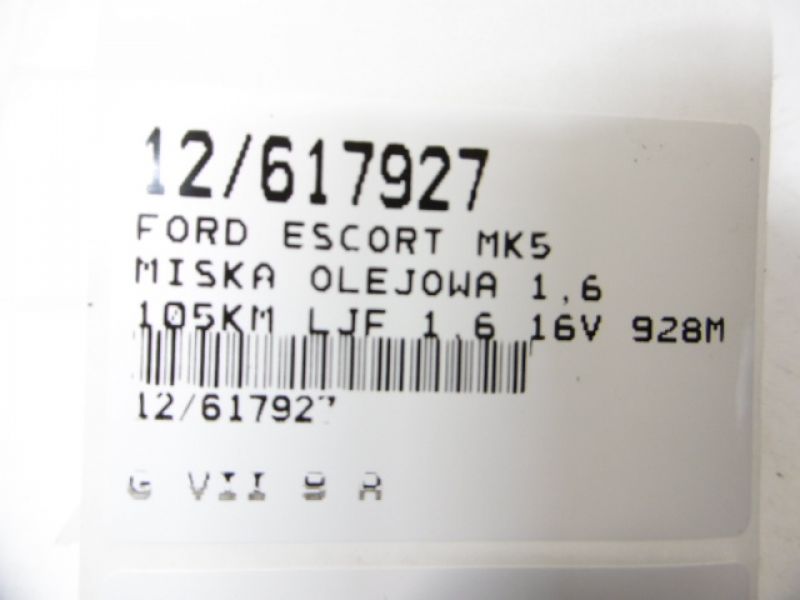 12/617927
FORD ESCORT MK5
MISKA OLEJOWA 1,6
105KM LJF 1,6 16V 928M
12/617927
G VII 9 A